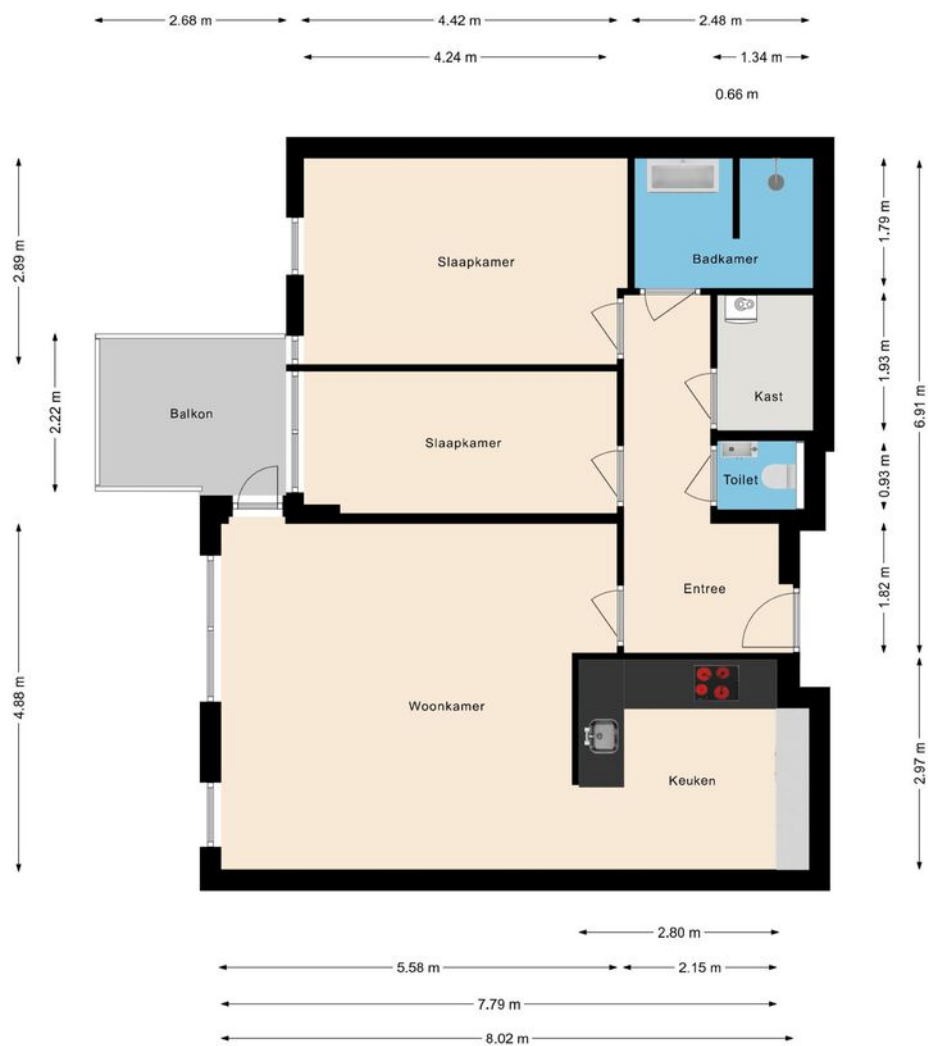 2.68 m
4.42 m
2.48 m
4.24 m
1.34 m
0.66 m
2.89 m
1.79 m
Slaapkamer
Badkamer
1.93 m
6.91 m
2.22 m
Balkon
Slaapkamer
Kast
Toilet
0.93 m
1.82 m
Entree
4.88 m
Woonkamer
Keuken
2.97 m
2.80 m
5.58 m
2.15 m
7.79 m
8.02 m